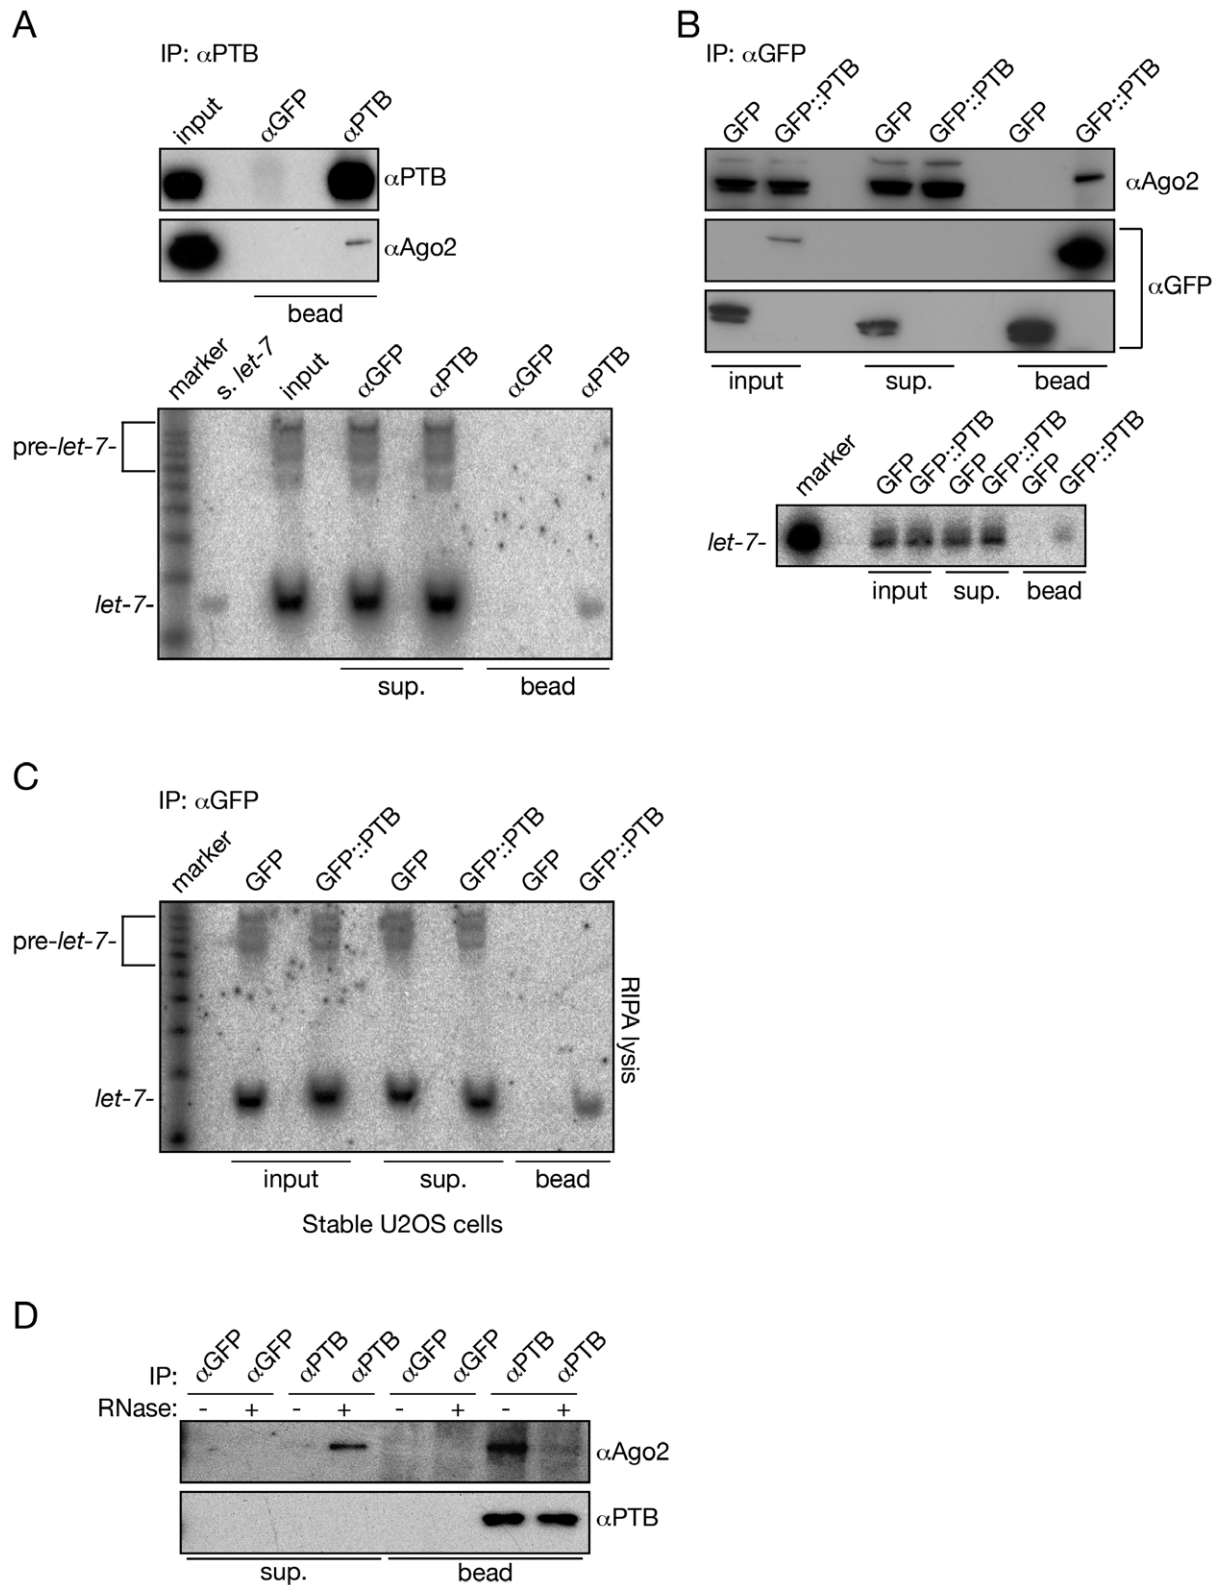 A
IP: αPTB
input αGFP αPTB
αPTB
αAgo2
bead
marker s. let-7 input αGFP αPTB αGFP αPTB
pre-let-7-
let-7-
sup. bead
B
IP: αGFP
GFP GFP::PTB GFP GFP::PTB GFP GFP::PTB
αAgo2
αGFP
input sup. bead
marker GFP GFP::PTB GFP GFP::PTB GFP GFP::PTB
let-7-
input sup. bead
C
IP: αGFP
marker GFP GFP::PTB GFP GFP::PTB GFP GFP::PTB
pre-let-7-
let-7-
RIPA lysis
input sup. bead
Stable U2OS cells
D
IP: αGFP αGFP αPTB αPTB αGFP αGFP αPTB αPTB
RNase: - + - + - + - +
αAgo2
αPTB
sup. bead